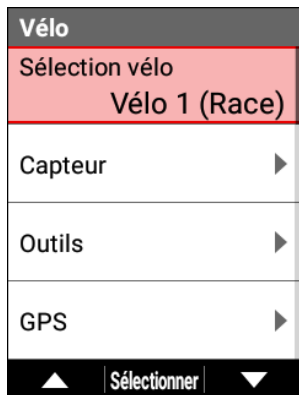 Vélo
Sélection vélo
Vélo 1 (Race)
Capteur
Outils
GPS
Sélectionner